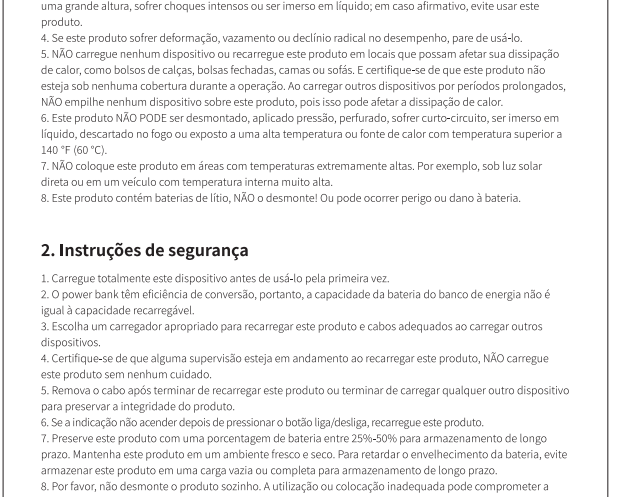 uma grande altura, sofrer choques intensos ou ser imerso em líquido; em caso afirmativo, evite usar este
produto.
4. Se este produto sofrer deformação, vazamento ou declínio radical no desempenho, pare de usá-lo.
5. NÃO carregue nenhum dispositivo ou recarregue este produto em locais que possam afetar sua dissipação
de calor, como bolsos de calças, bolsas fechadas, camas ou sofás. E certifique-se de que este produto não
esteja sob nenhuma cobertura durante a operação. Ao carregar outros dispositivos por períodos prolongados,
NÃO empilhe nenhum dispositivo sobre este produto, pois isso pode afetar a dissipação de calor.
6. Este produto NÃO PODE ser desmontado, aplicado pressão, perfurado, sofrer curto-circuito, ser imerso em
líquido, descartado no fogo ou exposto a uma alta temperatura ou fonte de calor com temperatura superior a
140 °F (60 °C).
7. NÃO coloque este produto em áreas com temperaturas extremamente altas. Por exemplo, sob luz solar
direta ou em um veículo com temperatura interna muito alta.
8. Este produto contém baterias de lítio, NÃO o desmonte! Ou pode ocorrer perigo ou dano à bateria.
2. Instruções de segurança
1. Carregue totalmente este dispositivo antes de usá-lo pela primeira vez.
2. O power bank têm eficiência de conversão, portanto, a capacidade da bateria do banco de energia não é
igual à capacidade recarregável.
3. Escolha um carregador apropriado para recarregar este produto e cabos adequados ao carregar outros
dispositivos.
4. Certifique-se de que alguma supervisão esteja em andamento ao recarregar este produto, NÃO carregue
este produto sem nenhum cuidado.
5. Remova o cabo após terminar de recarregar este produto ou terminar de carregar qualquer outro dispositivo
para preservar a integridade do produto.
6. Se a indicação não acender depois de pressionar o botão liga/desliga, recarregue este produto.
7. Preserve este produto com uma porcentagem de bateria entre 25%-50% para armazenamento de longo
prazo. Mantenha este produto em um ambiente fresco e seco. Para retardar o envelhecimento da bateria, evite
armazenar este produto em uma carga vazia ou completa para armazenamento de longo prazo.
8. Por favor, não desmonte o produto sozinho. A utilização ou colocação inadequada pode comprometer a